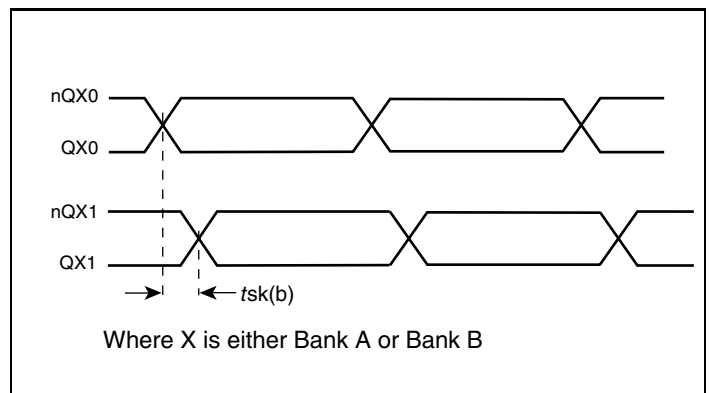 nQX0
QX0
nQX1
QX1
tsk(b)
Where X is either Bank A or Bank B